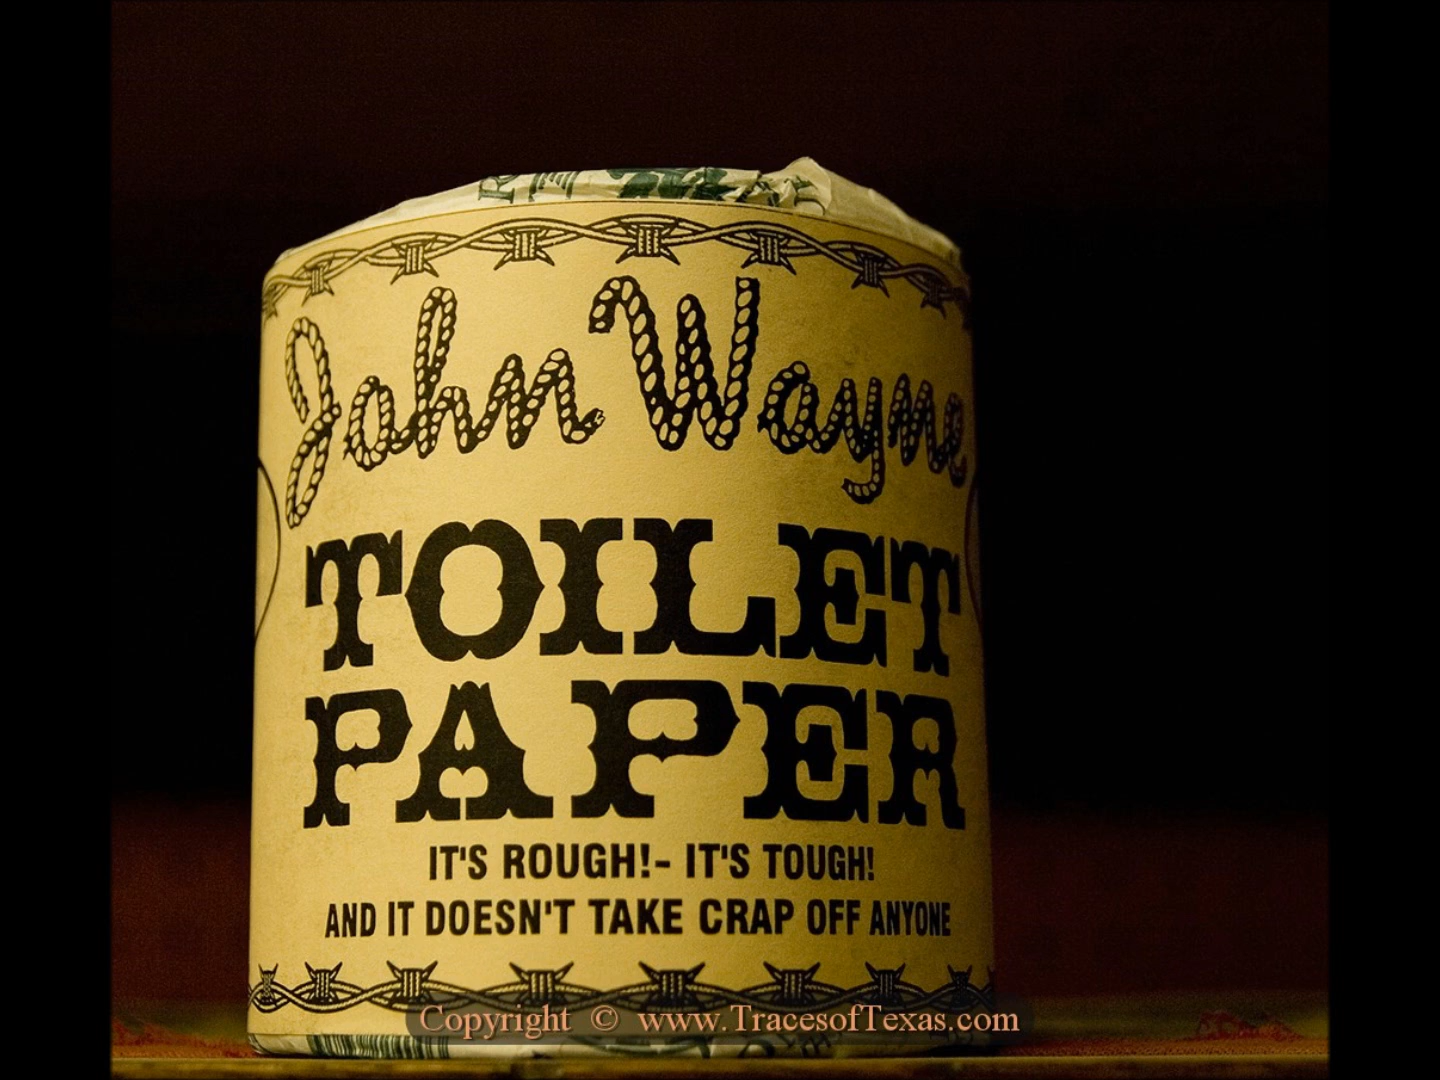 John Wayne
TOILET
PAPER
IT'S ROUGH!- IT'S TOUGH!
AND IT DOESN'T TAKE CRAP OFF ANYONE
Copyright © www.TracesofTexas.com